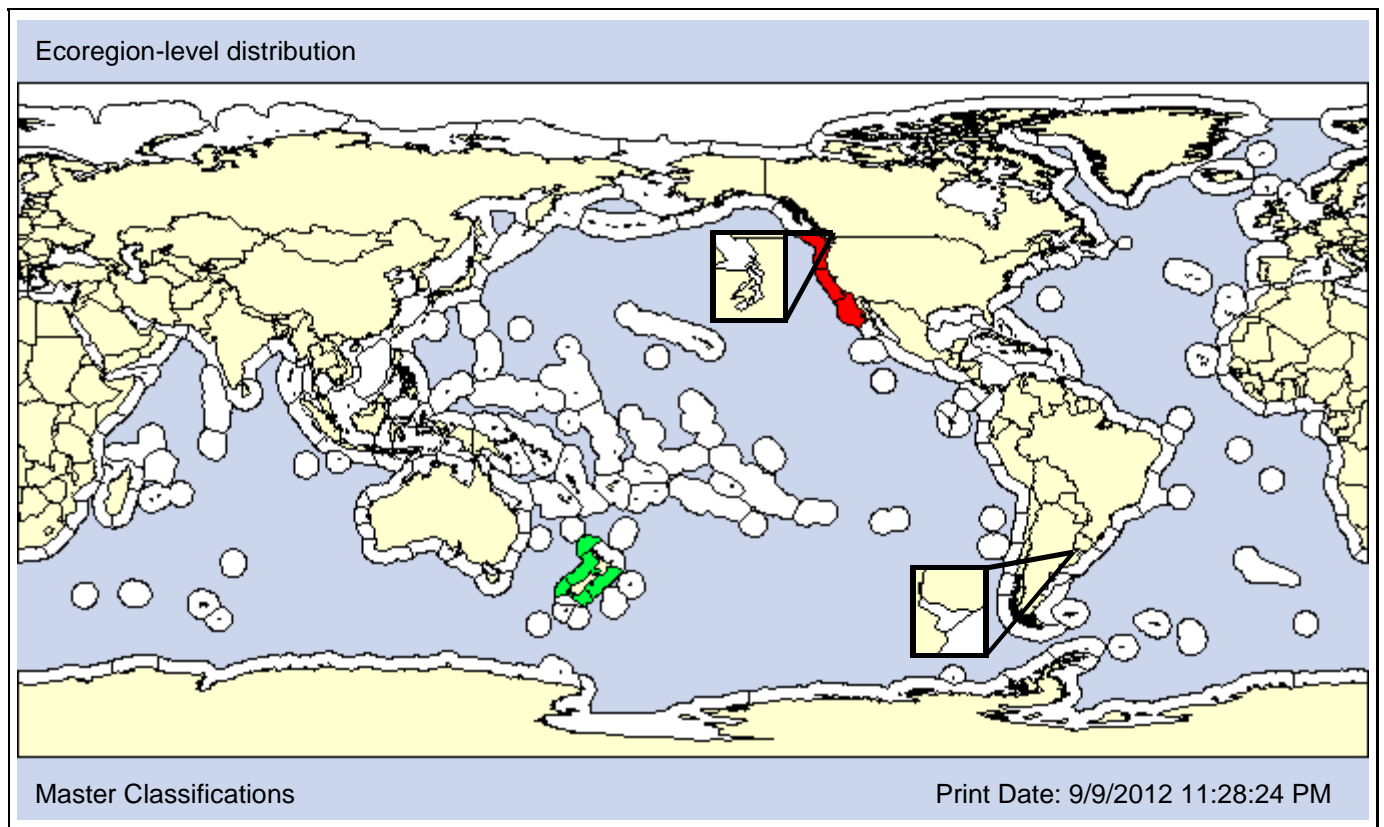 Ecoregion-level distribution
Master Classifications
Print Date: 9/9/2012 11:28:24 PM